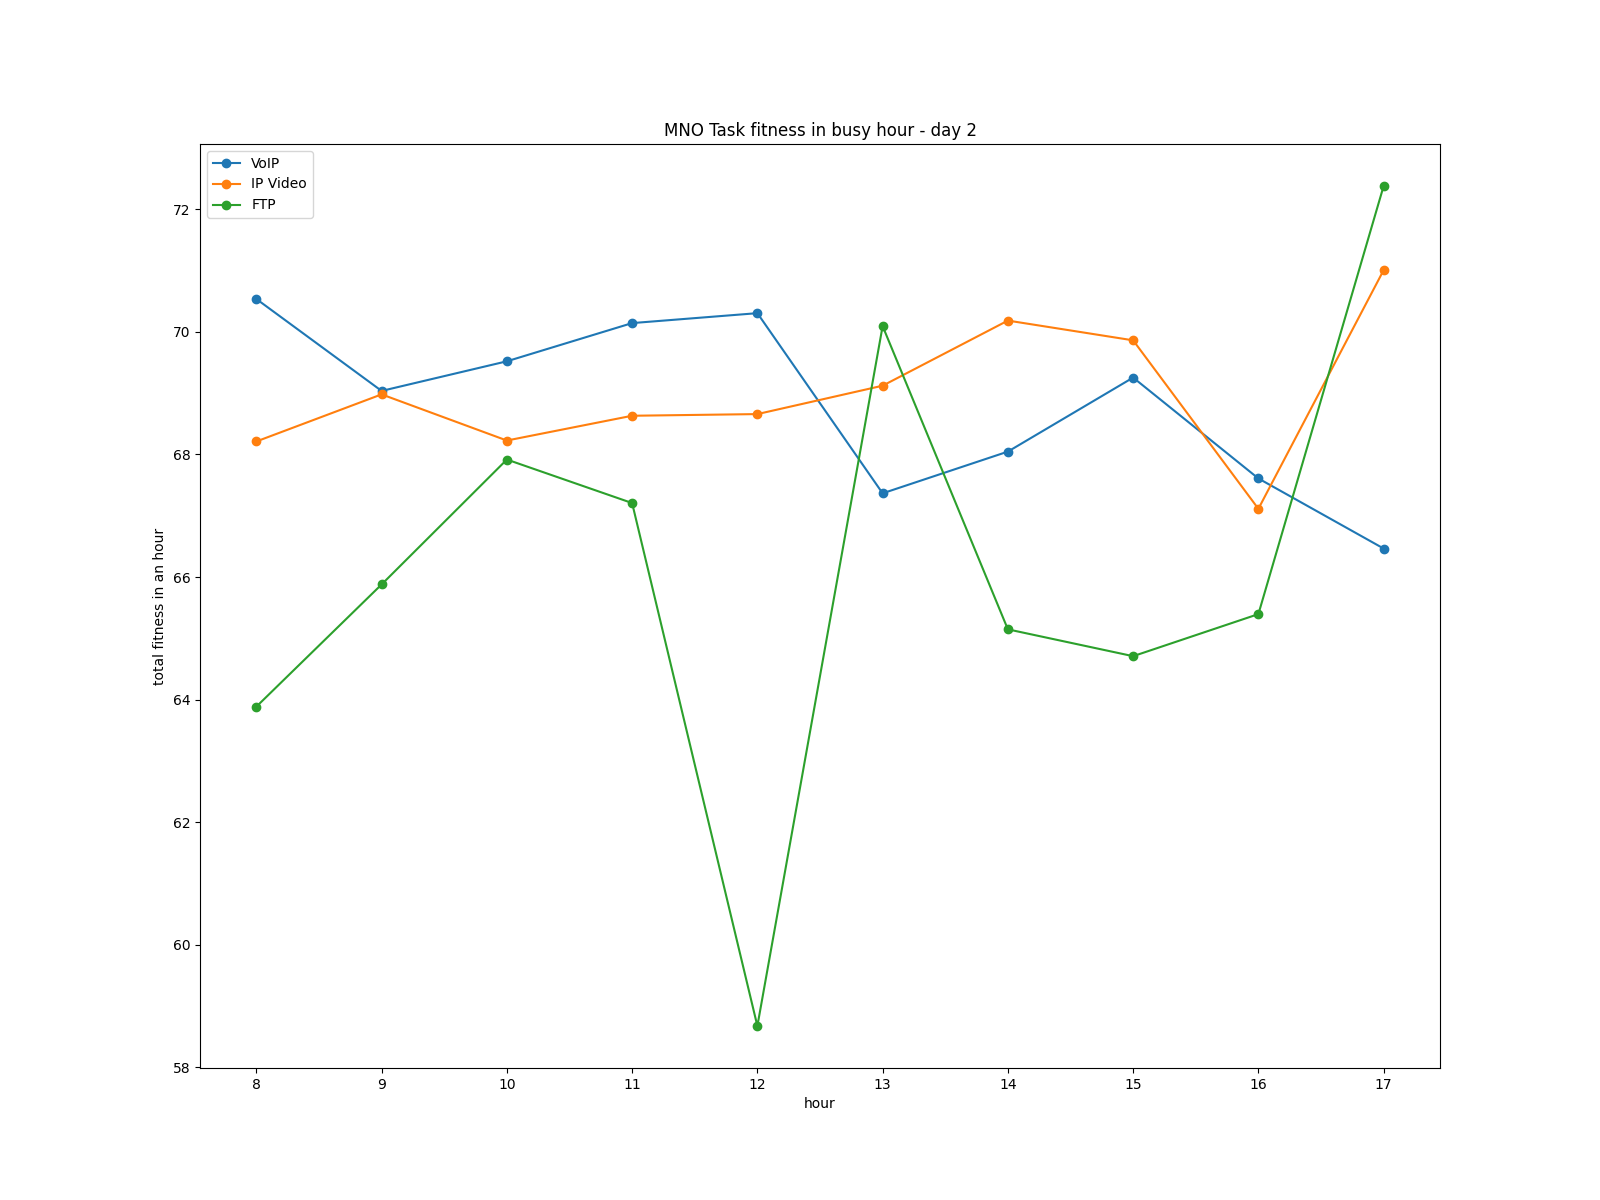 MNO Task fitness in busy hour - day 2
VoIP
IP Video
FTP
total fitness in an hour
72
70
68
66
64
62
60
58
8 9 10 11 12 13 14 15 16 17
hour